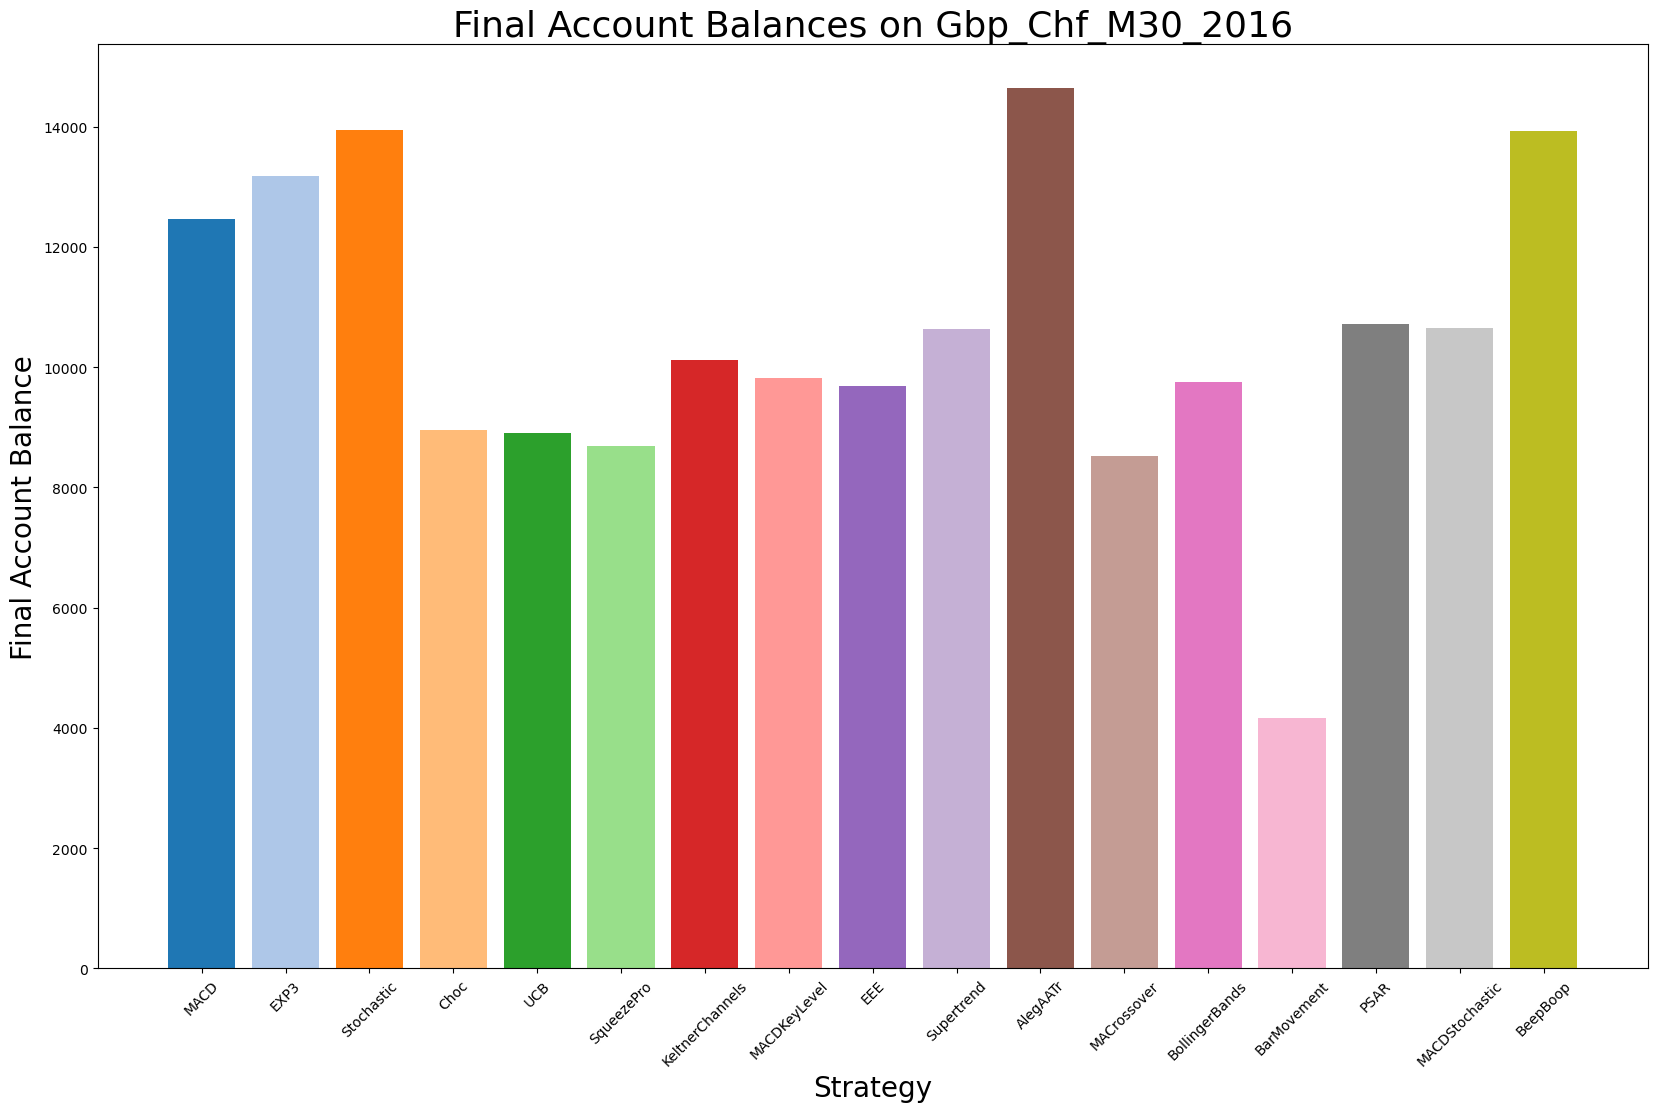 Final Account Balances on Gbp_Chf_M30_2016
Final Account Balance
14000
12000
10000
8000
6000
4000
2000
0
MACD
EXP3
Stochastic
Choc
UCB
SqueezePro
KeltnerChannels
MACDKeyLevel
EEE
Supertrend
AlegAATr
MACrossover
BollingerBands
BarMovement
PSAR
MACDStochastic
BeepBoop
Strategy